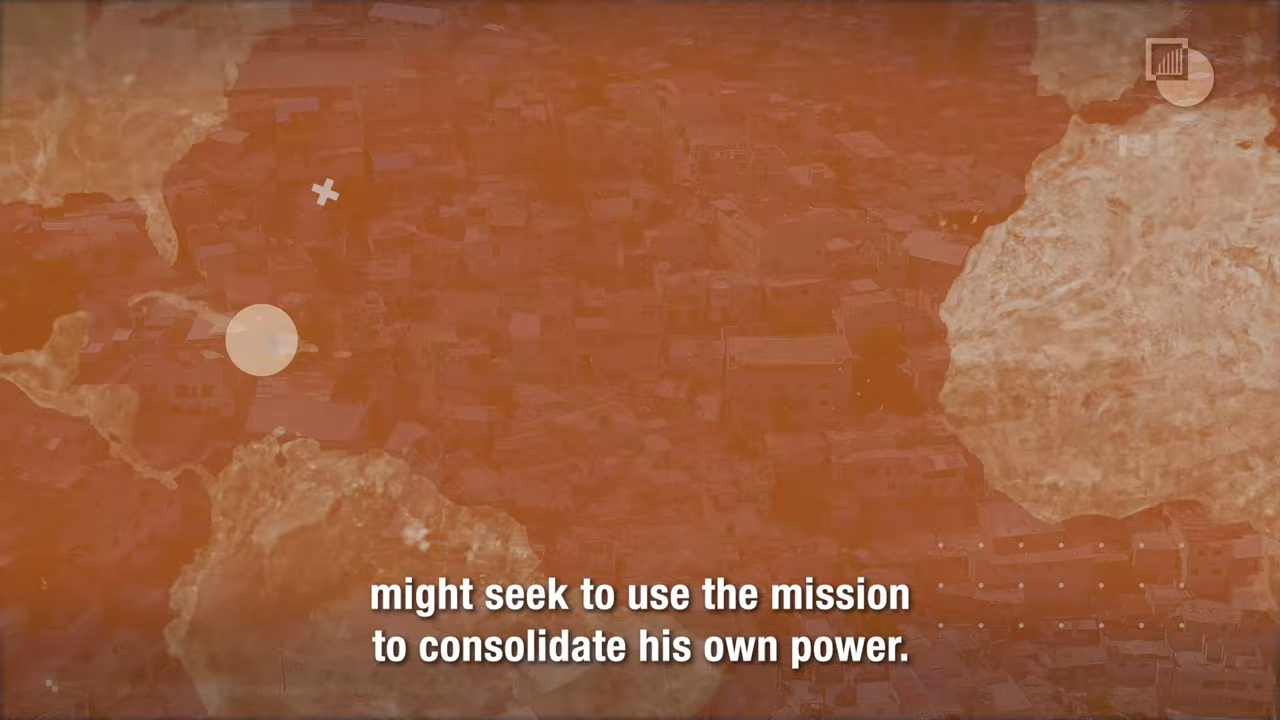 might seek to use the mission
to consolidate his own power.